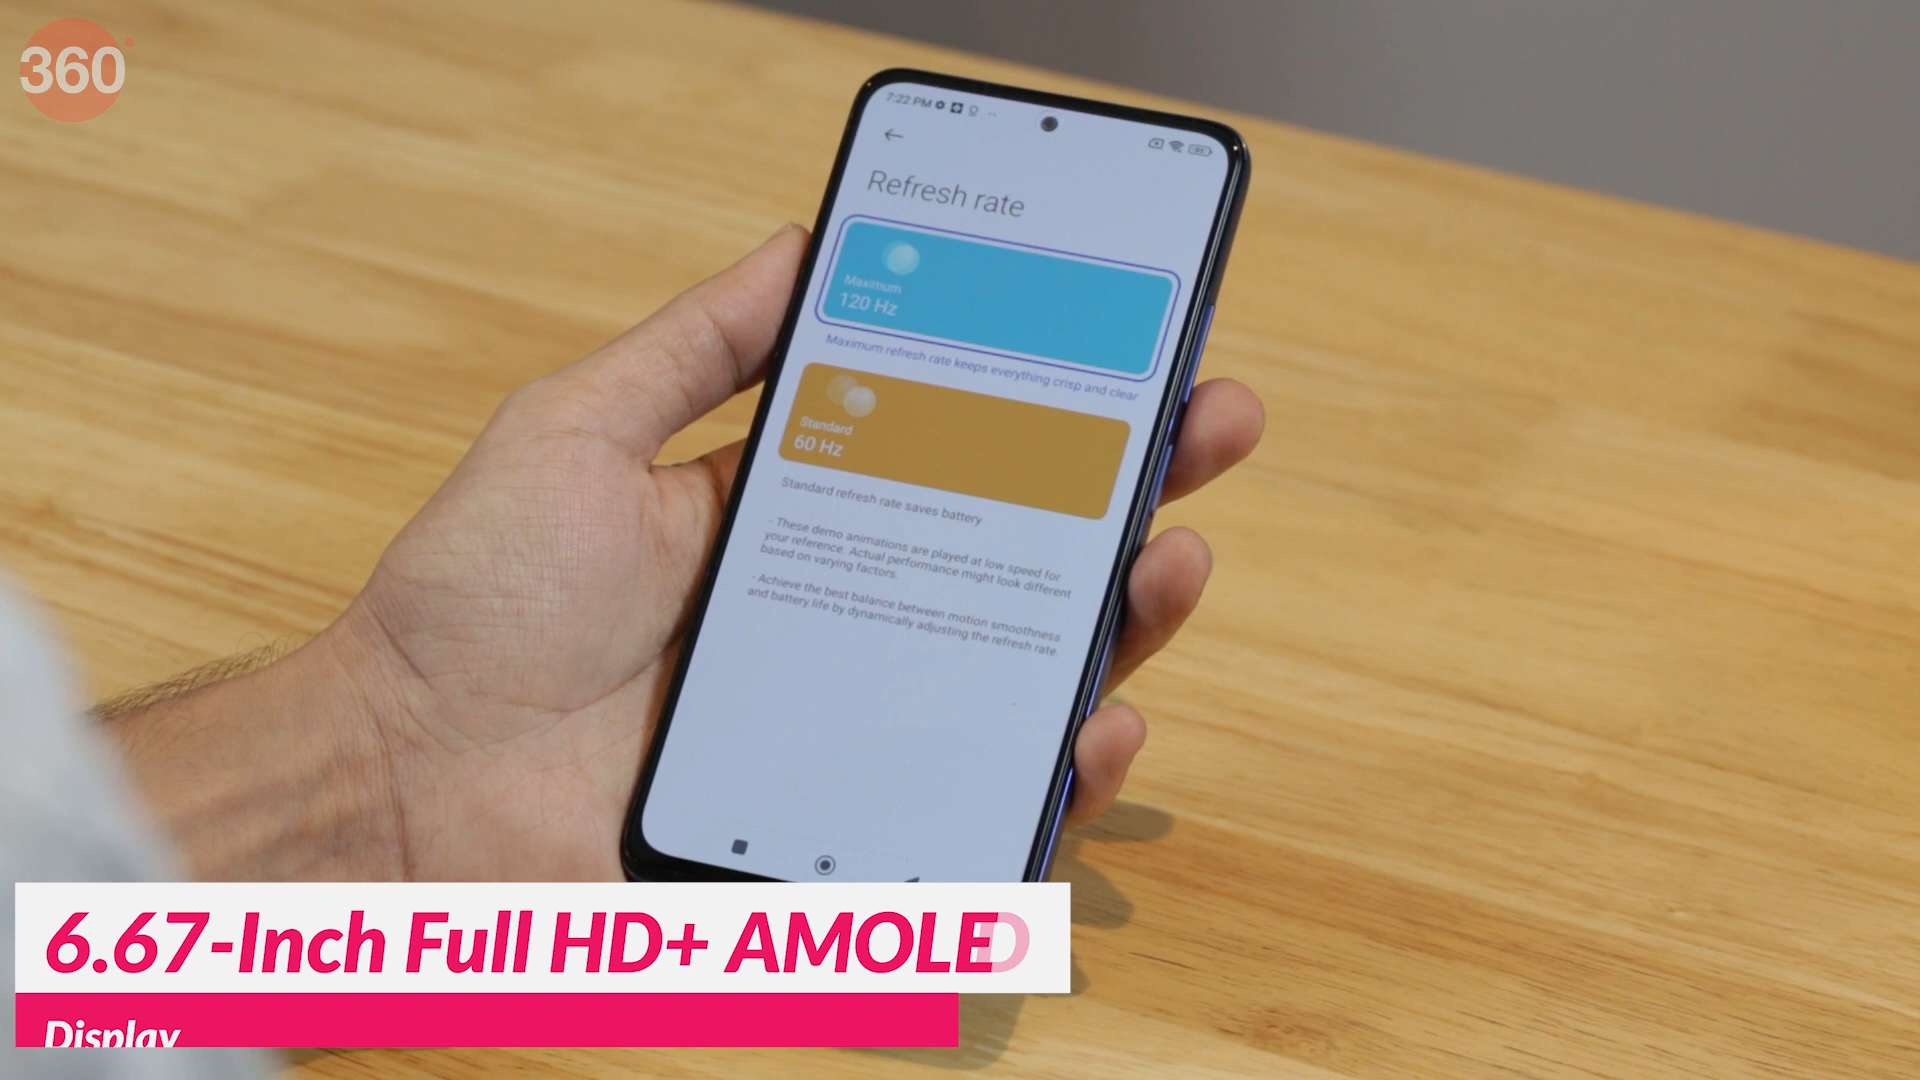 360
7:22 PM
Refresh rate
Maximum
120 Hz
Maximum refresh rate keeps everything crisp and clear
Standard
60 Hz
Standard refresh rate saves battery
- These demo animations are played at low speed for
your reference. Actual performance might look different
based on varying factors.
- Achieve the best balance between motion smoothness
and battery life by dynamically adjusting the refresh rate.
6.67-Inch Full HD+ AMOLED
Display